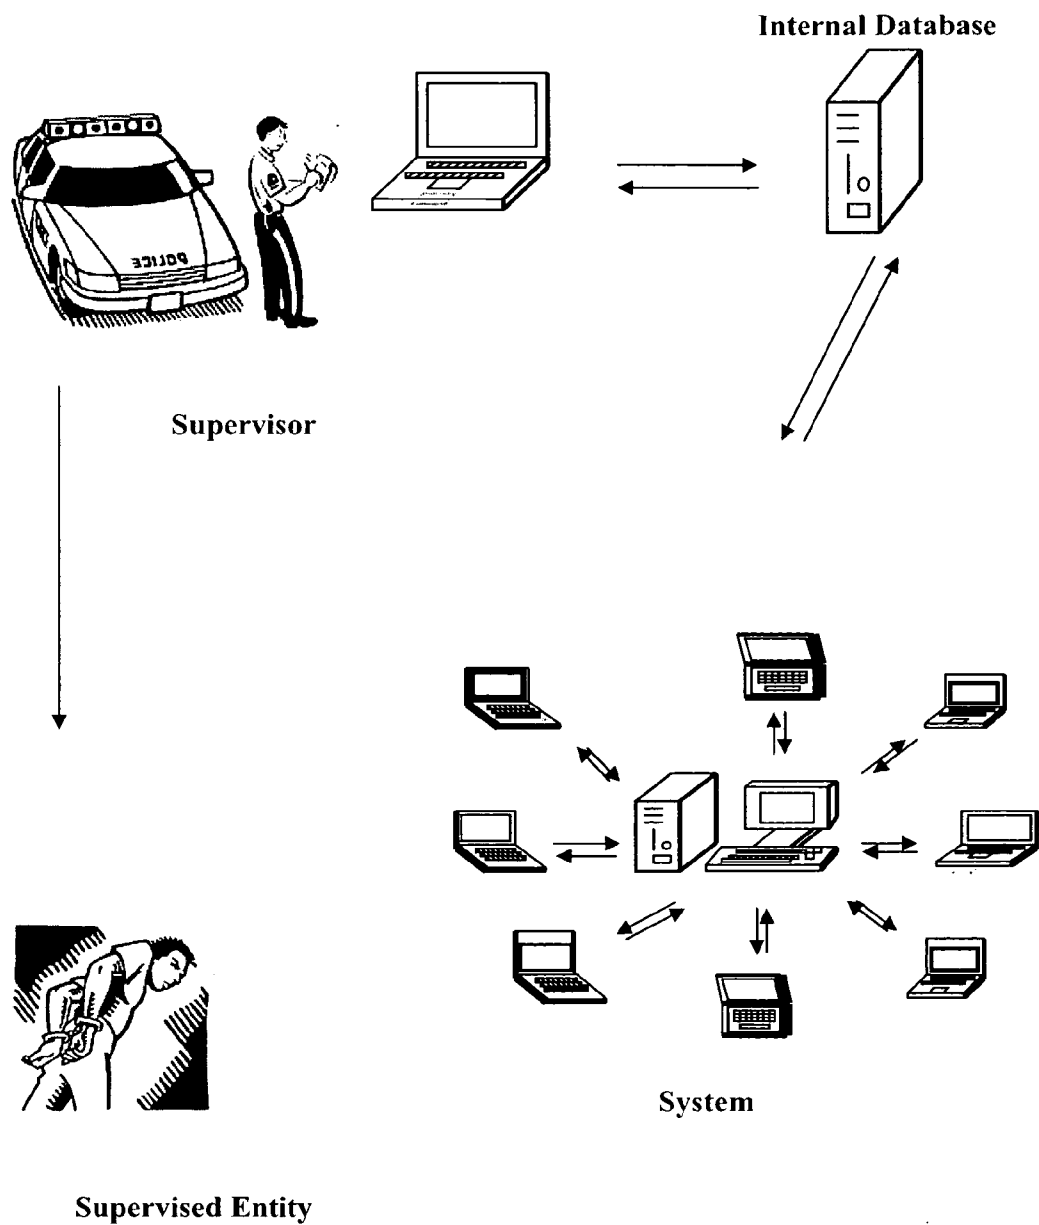 Internal Database
POLICE
Supervisor
System
Supervised Entity